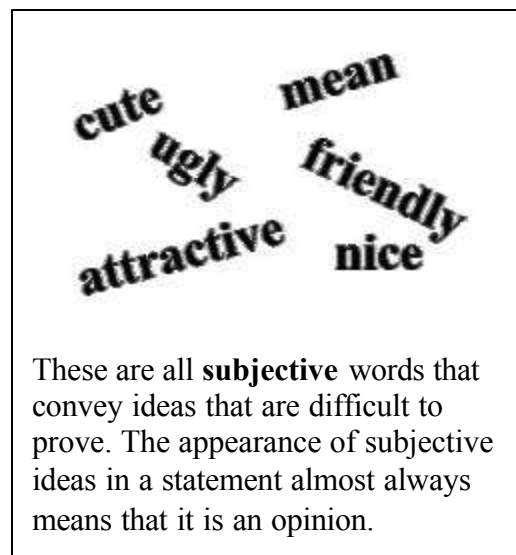 cute
mean
ugly
friendly
attractive
nice
These are all subjective words that
convey ideas that are difficult to
prove. The appearance of subjective
ideas in a statement almost always
means that it is an opinion.